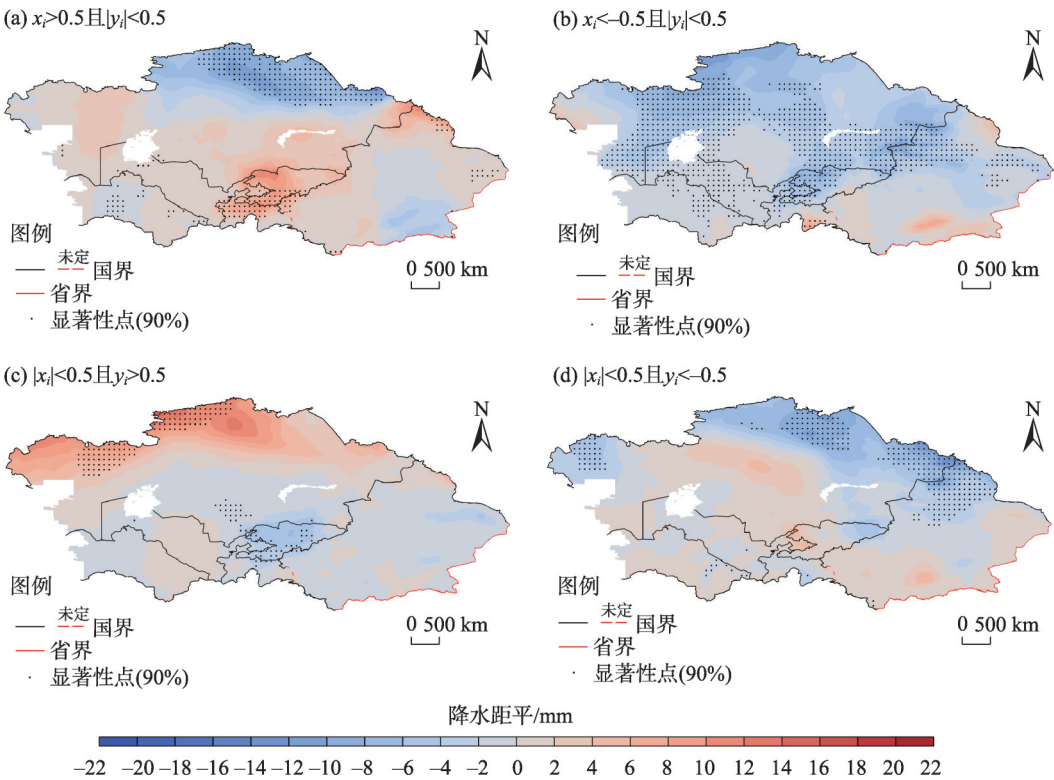 (a) xᵢ>0.5且|yᵢ|<0.5
N
图例
未定
国界
省界
显著性点(90%)
0 500 km
(b) xᵢ<–0.5且|yᵢ|<0.5
N
图例
未定
国界
省界
显著性点(90%)
0 500 km
(c) |xᵢ|<0.5且yᵢ>0.5
N
图例
未定
国界
省界
显著性点(90%)
0 500 km
(d) |xᵢ|<0.5且yᵢ<–0.5
N
图例
未定
国界
省界
显著性点(90%)
0 500 km
降水距平/mm
–22 –20 –18 –16 –14 –12 –10 –8 –6 –4 –2 0 2 4 6 8 10 12 14 16 18 20 22